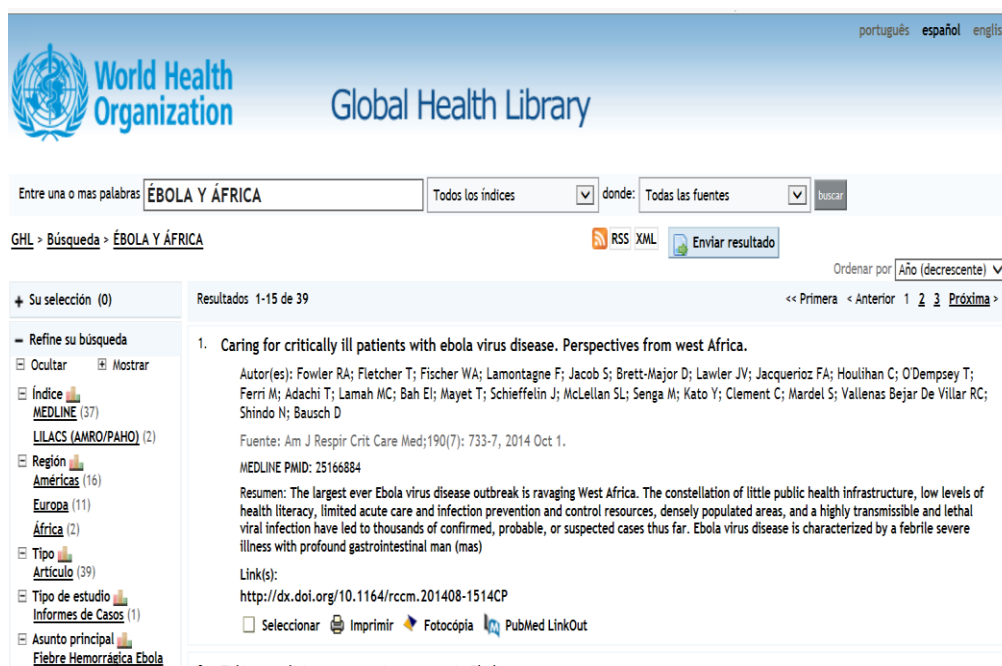 português español englis
World Health
Organization
Global Health Library
Entre una o mas palabras ÉBOLA Y ÁFRICA Todos los índices donde: Todas las fuentes buscar
GHL > Búsqueda > ÉBOLA Y ÁFRICA RSS XML Enviar resultado
Ordenar por Año (decrescente)
+ Su selección (0) Resultados 1-15 de 39 << Primera < Anterior 1 2 3 Próxima >
− Refine su búsqueda
Ocultar Mostrar
Índice
MEDLINE (37)
LILACS (AMRO/PAHO) (2)
Región
Américas (16)
Europa (11)
África (2)
Tipo
Artículo (39)
Tipo de estudio
Informes de Casos (1)
Asunto principal
Fiebre Hemorrágica Ebola
1. Caring for critically ill patients with ebola virus disease. Perspectives from west Africa.
Autor(es): Fowler RA; Fletcher T; Fischer WA; Lamontagne F; Jacob S; Brett-Major D; Lawler JV; Jacquerioz FA; Houlihan C; O'Dempsey T;
Ferri M; Adachi T; Lamah MC; Bah EI; Mayet T; Schieffelin J; McLellan SL; Senga M; Kato Y; Clement C; Mardel S; Vallenas Bejar De Villar RC;
Shindo N; Bausch D
Fuente: Am J Respir Crit Care Med;190(7): 733-7, 2014 Oct 1.
MEDLINE PMID: 25166884
Resumen: The largest ever Ebola virus disease outbreak is ravaging West Africa. The constellation of little public health infrastructure, low levels of
health literacy, limited acute care and infection prevention and control resources, densely populated areas, and a highly transmissible and lethal
viral infection have led to thousands of confirmed, probable, or suspected cases thus far. Ebola virus disease is characterized by a febrile severe
illness with profound gastrointestinal man (mas)
Link(s):
http://dx.doi.org/10.1164/rccm.201408-1514CP
Seleccionar Imprimir Fotocópia PubMed LinkOut